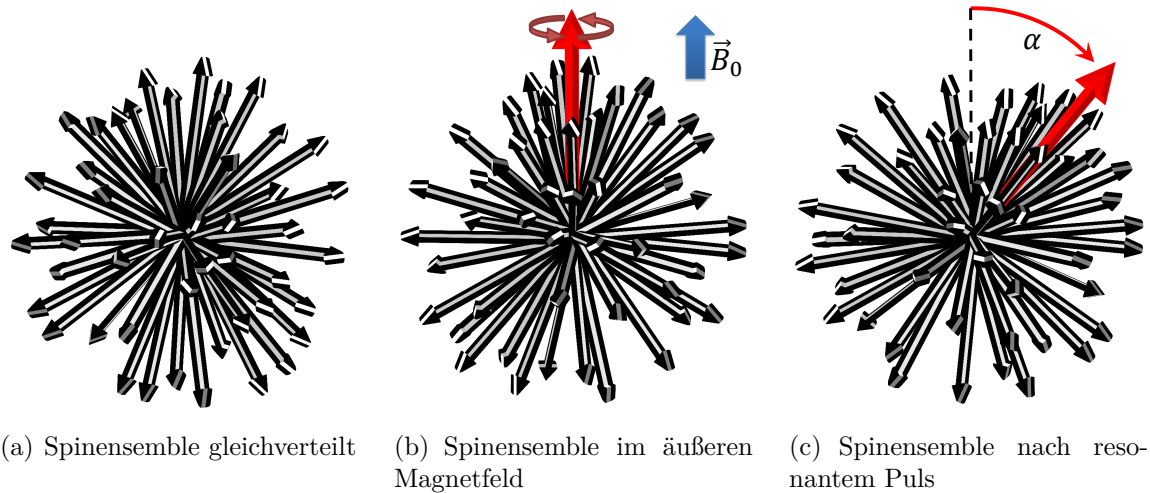 B⃗₀
α
(a) Spinensemble gleichverteilt
(b) Spinensemble im äußeren
Magnetfeld
(c) Spinensemble nach reso-
nantem Puls